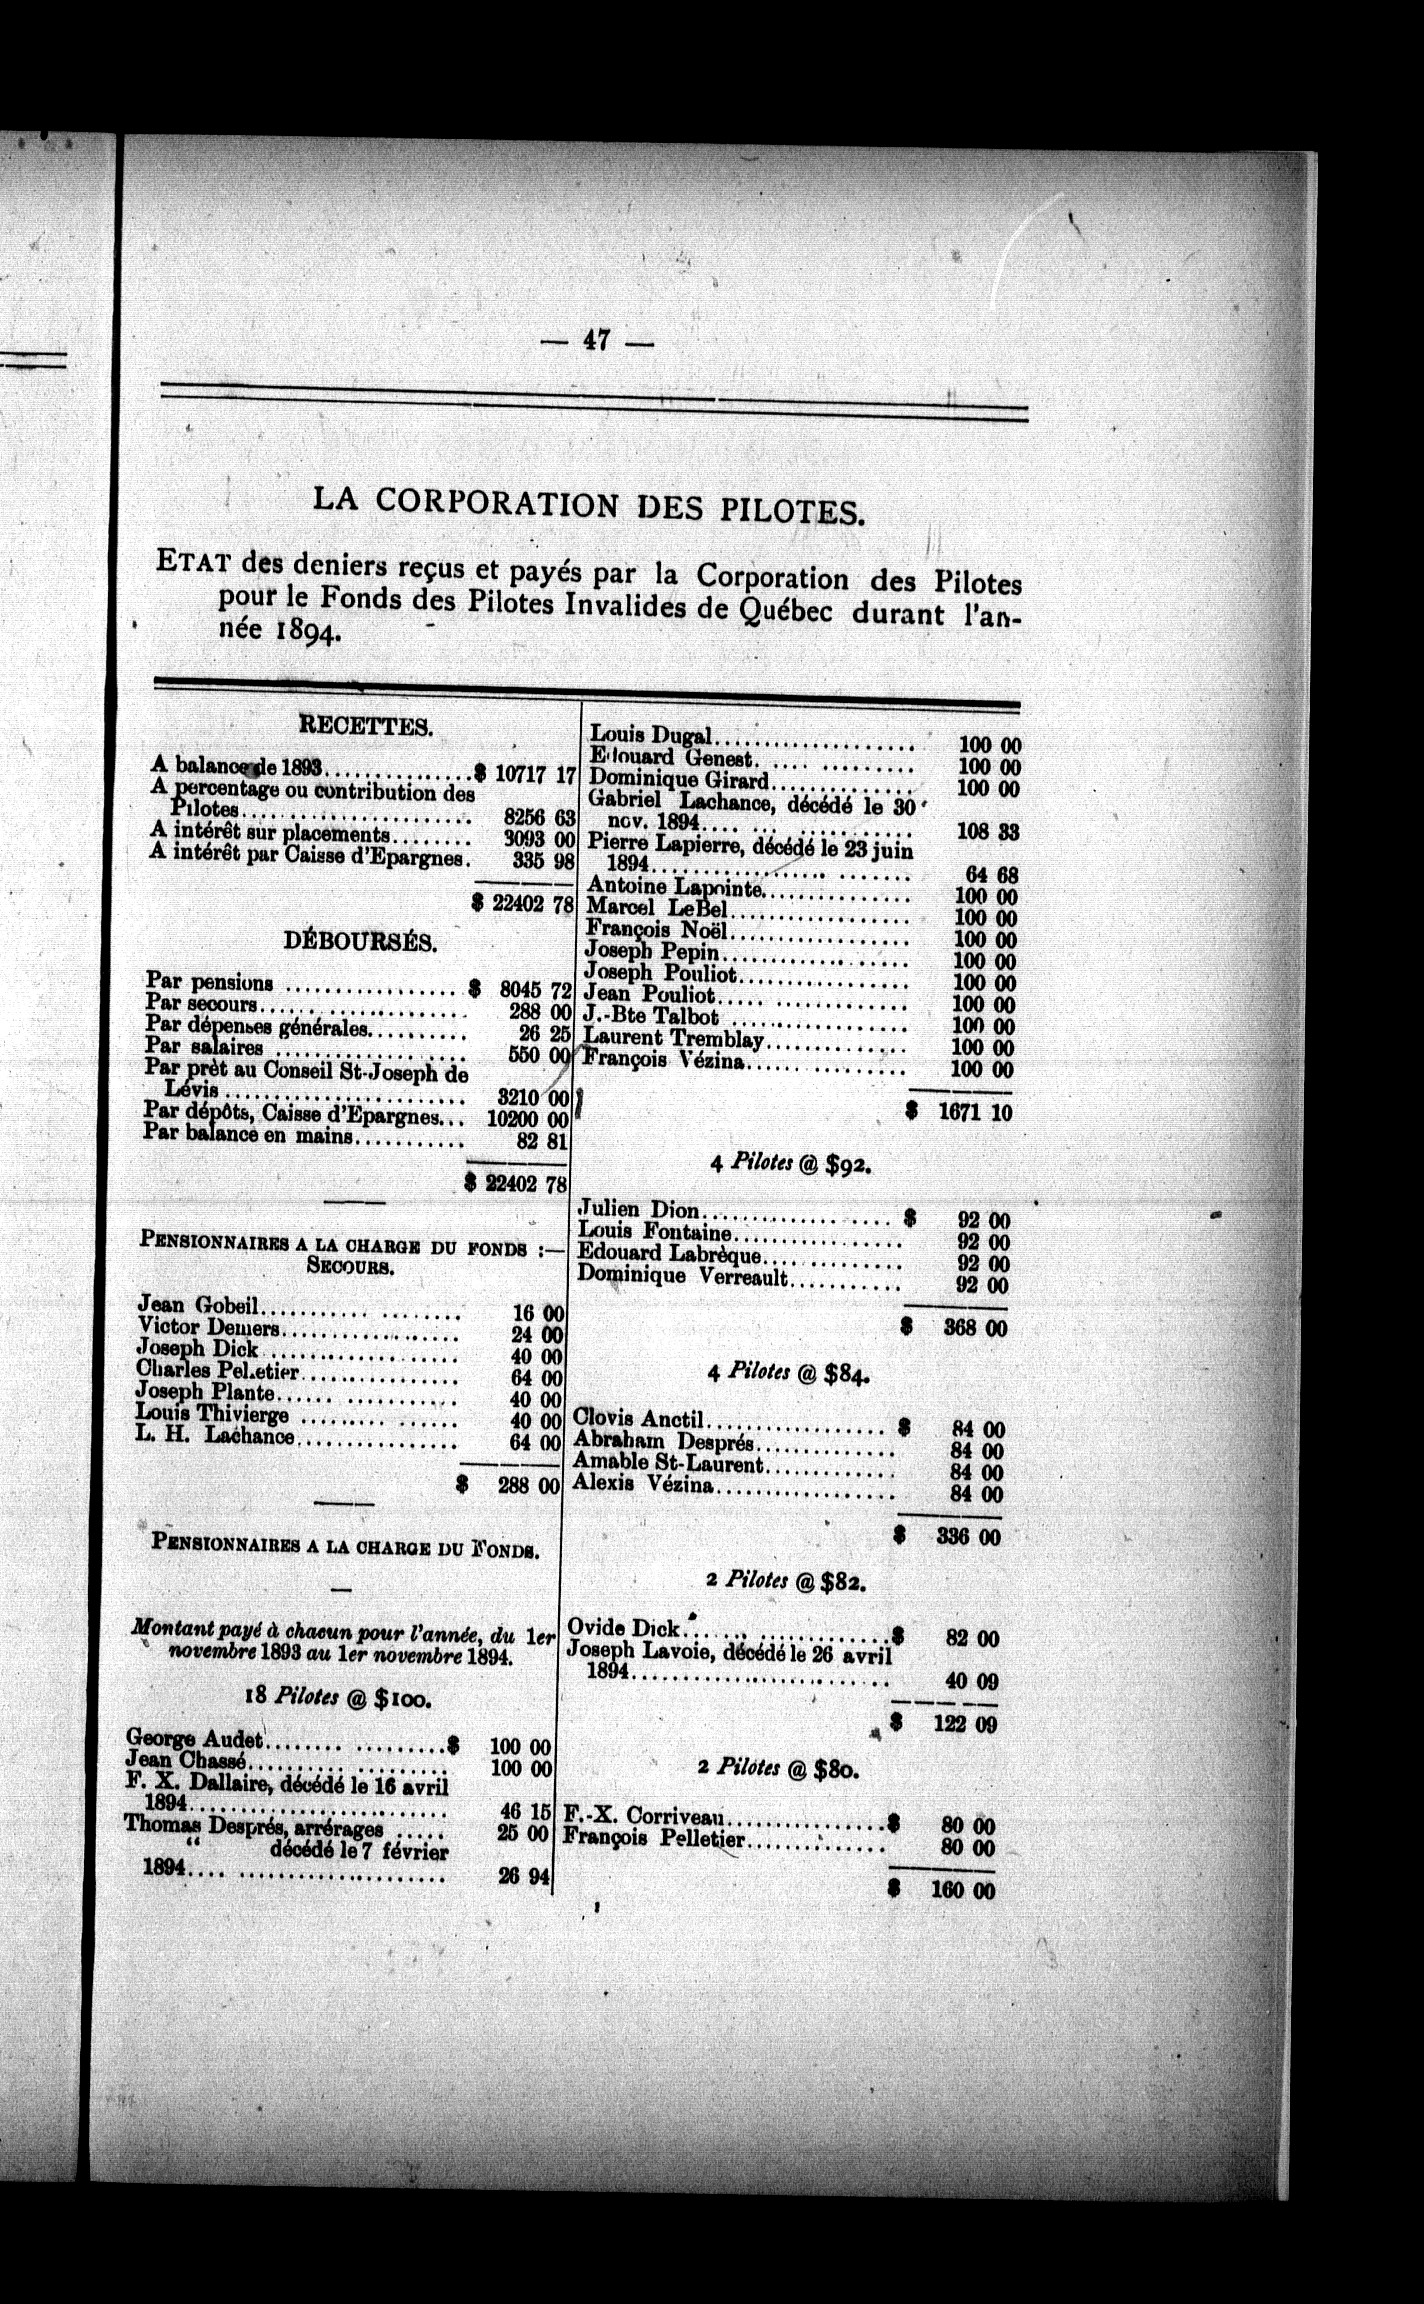 — 47 —
LA CORPORATION DES PILOTES.
ETAT des deniers reçus et payés par la Corporation des Pilotes
pour le Fonds des Pilotes Invalides de Québec durant l'an-
née 1894.
RECETTES.
A balance de 1893............... $ 10717 17
A percentage ou contribution des
Pilotes........................ 8256 63
A intérêt sur placements........ 3093 00
A intérêt par Caisse d'Epargnes. 335 98
$ 22402 78
DÉBOURSÉS.
Par pensions ................. $ 8045 72
Par secours..................... 288 00
Par dépenses générales.......... 26 25
Par salaires ................... 550 00
Par prêt au Conseil St-Joseph de
Lévis ........................ 3210 00
Par dépôts, Caisse d'Epargnes... 10200 00
Par balance en mains........... 82 81
$ 22402 78
PENSIONNAIRES A LA CHARGE DU FONDS :—
SECOURS.
Jean Gobeil.................... 16 00
Victor Demers.................. 24 00
Joseph Dick .................... 40 00
Charles Pelletier................ 64 00
Joseph Plante.................. 40 00
Louis Thivierge ................ 40 00
L. H. Lachance................ 64 00
$ 288 00
PENSIONNAIRES A LA CHARGE DU FONDS.
—
Montant payé à chacun pour l'année, du 1er
novembre 1893 au 1er novembre 1894.
18 Pilotes @ $100.
George Audet................... $ 100 00
Jean Chassé.................... 100 00
F. X. Dallaire, décédé le 16 avril
1894.......................... 46 15
Thomas Després, arrérages ..... 25 00
“ décédé le 7 février
1894......................... 26 94
Louis Dugal.................... 100 00
Edouard Genest................. 100 00
Dominique Girard............... 100 00
Gabriel Lachance, décédé le 30
nov. 1894..................... 108 33
Pierre Lapierre, décédé le 23 juin
1894.......................... 64 68
Antoine Lapointe............... 100 00
Marcel LeBel................... 100 00
François Noël.................. 100 00
Joseph Pepin................... 100 00
Joseph Pouliot.................. 100 00
Jean Pouliot.................... 100 00
J.-Bte Talbot .................. 100 00
Laurent Tremblay.............. 100 00
François Vézina................ 100 00
$ 1671 10
4 Pilotes @ $92.
Julien Dion................... $ 92 00
Louis Fontaine................. 92 00
Edouard Labrèque.............. 92 00
Dominique Verreault........... 92 00
$ 368 00
4 Pilotes @ $84.
Clovis Anctil.................. $ 84 00
Abraham Després.............. 84 00
Amable St-Laurent............. 84 00
Alexis Vézina.................. 84 00
$ 336 00
2 Pilotes @ $82.
Ovide Dick.................... $ 82 00
Joseph Lavoie, décédé le 26 avril
1894.......................... 40 09
$ 122 09
2 Pilotes @ $80.
F.-X. Corriveau................ $ 80 00
François Pelletier.............. 80 00
$ 160 00